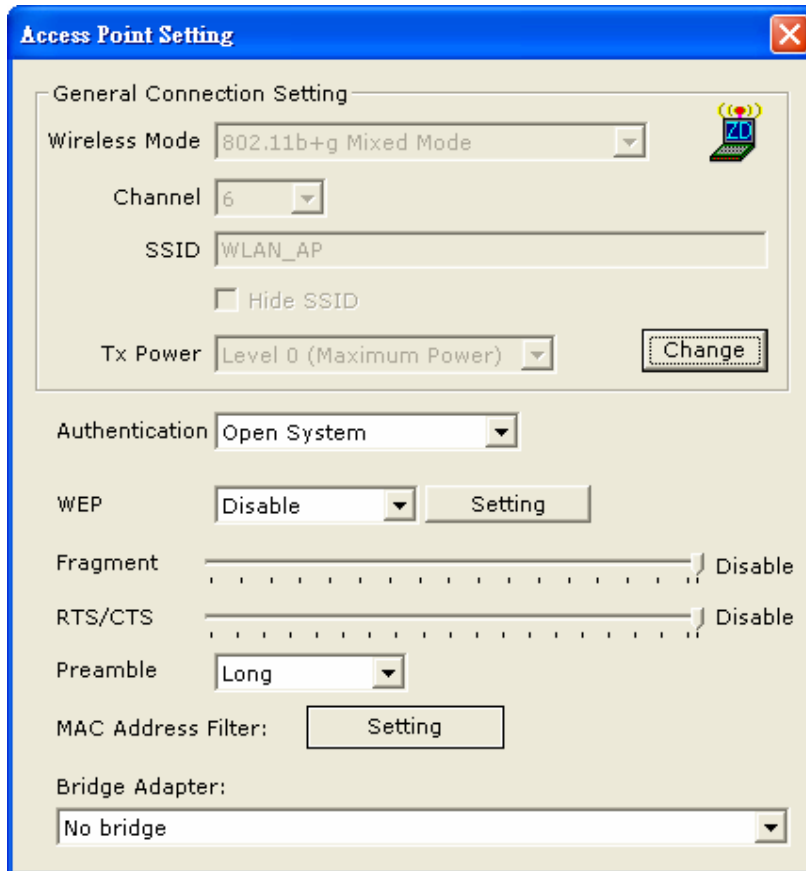 Access Point Setting
General Connection Setting
Wireless Mode 802.11b+g Mixed Mode
ZD
Channel 6
SSID WLAN_AP
Hide SSID
Tx Power Level 0 (Maximum Power) Change
Authentication Open System
WEP Disable Setting
Fragment Disable
RTS/CTS Disable
Preamble Long
MAC Address Filter: Setting
Bridge Adapter:
No bridge